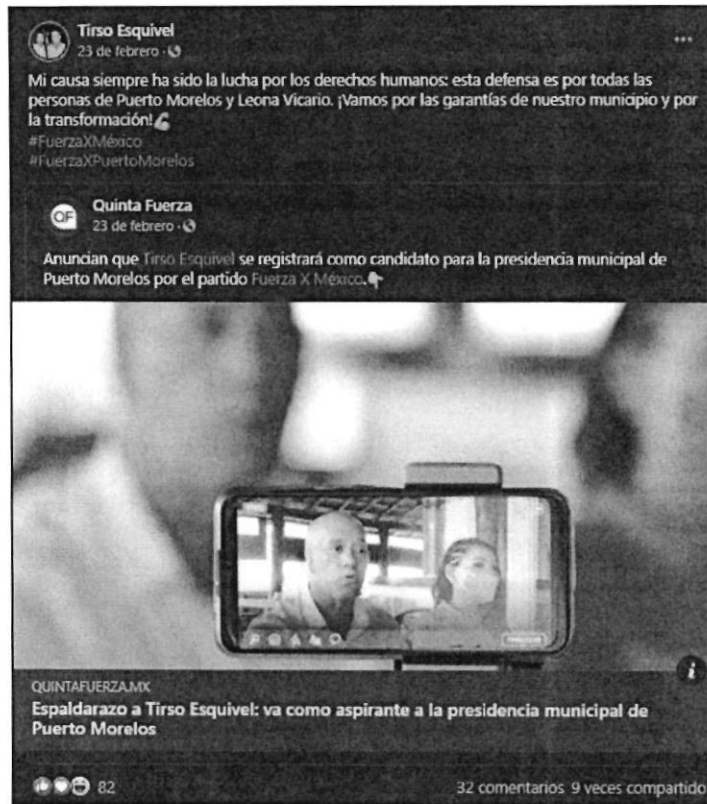 Tirso Esquivel
23 de febrero ·
Mi causa siempre ha sido la lucha por los derechos humanos: esta defensa es por todas las
personas de Puerto Morelos y Leona Vicario. ¡Vamos por las garantías de nuestro municipio y por
la transformación!
#FuerzaXMéxico
#FuerzaXPuertoMorelos
QF
Quinta Fuerza
23 de febrero ·
Anuncian que Tirso Esquivel se registrará como candidato para la presidencia municipal de
Puerto Morelos por el partido Fuerza X México.
QUINTAFUERZA.MX
Espaldarazo a Tirso Esquivel: va como aspirante a la presidencia municipal de
Puerto Morelos
82
32 comentarios 9 veces compartido